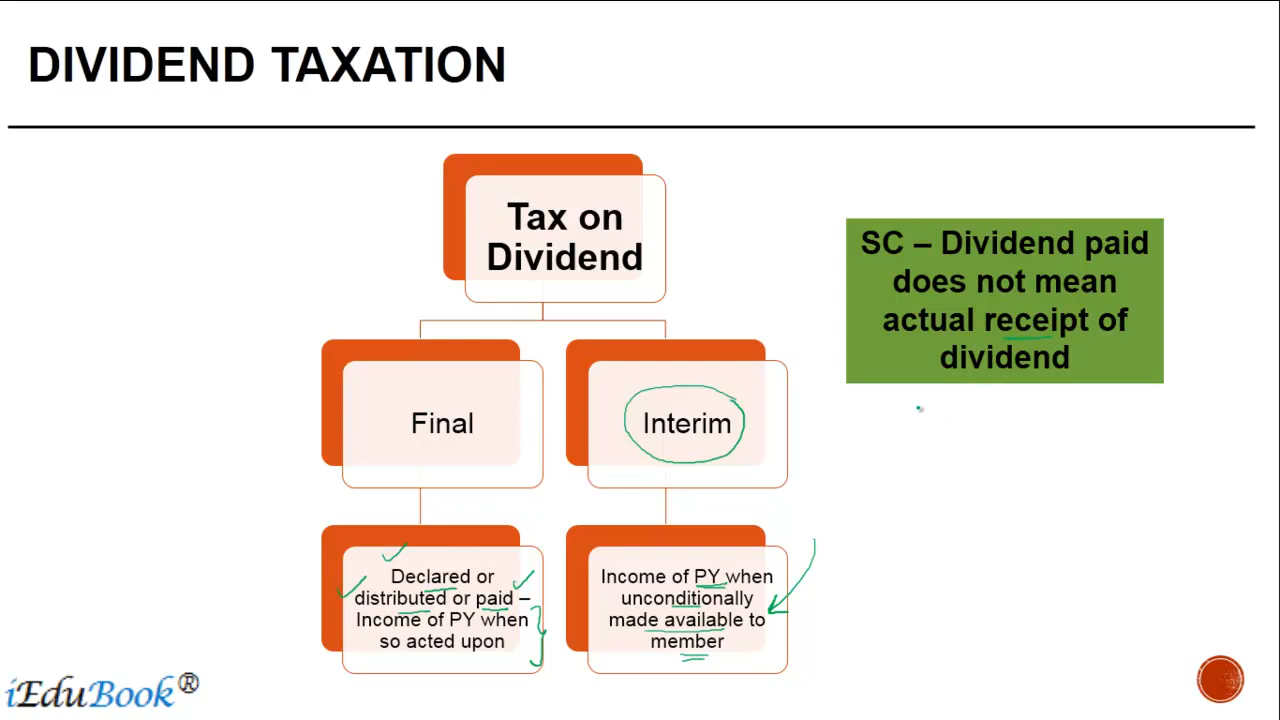 DIVIDEND TAXATION
Tax on
Dividend
SC – Dividend paid
does not mean
actual receipt of
dividend
Final
Interim
Declared or
distributed or paid –
Income of PY when
so acted upon
Income of PY when
unconditionally
made available to
member
iEduBook®